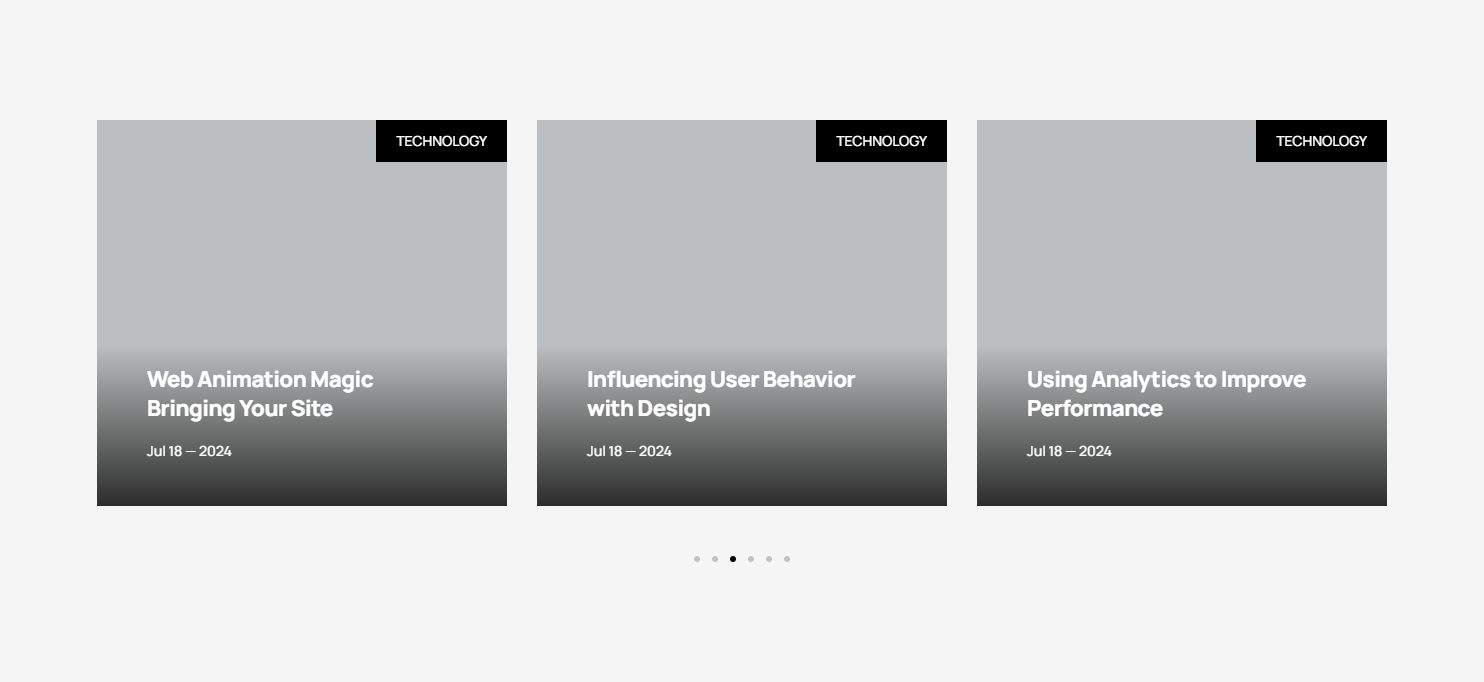 TECHNOLOGY
Web Animation Magic
Bringing Your Site
Jul 18 — 2024
TECHNOLOGY
Influencing User Behavior
with Design
Jul 18 — 2024
TECHNOLOGY
Using Analytics to Improve
Performance
Jul 18 — 2024